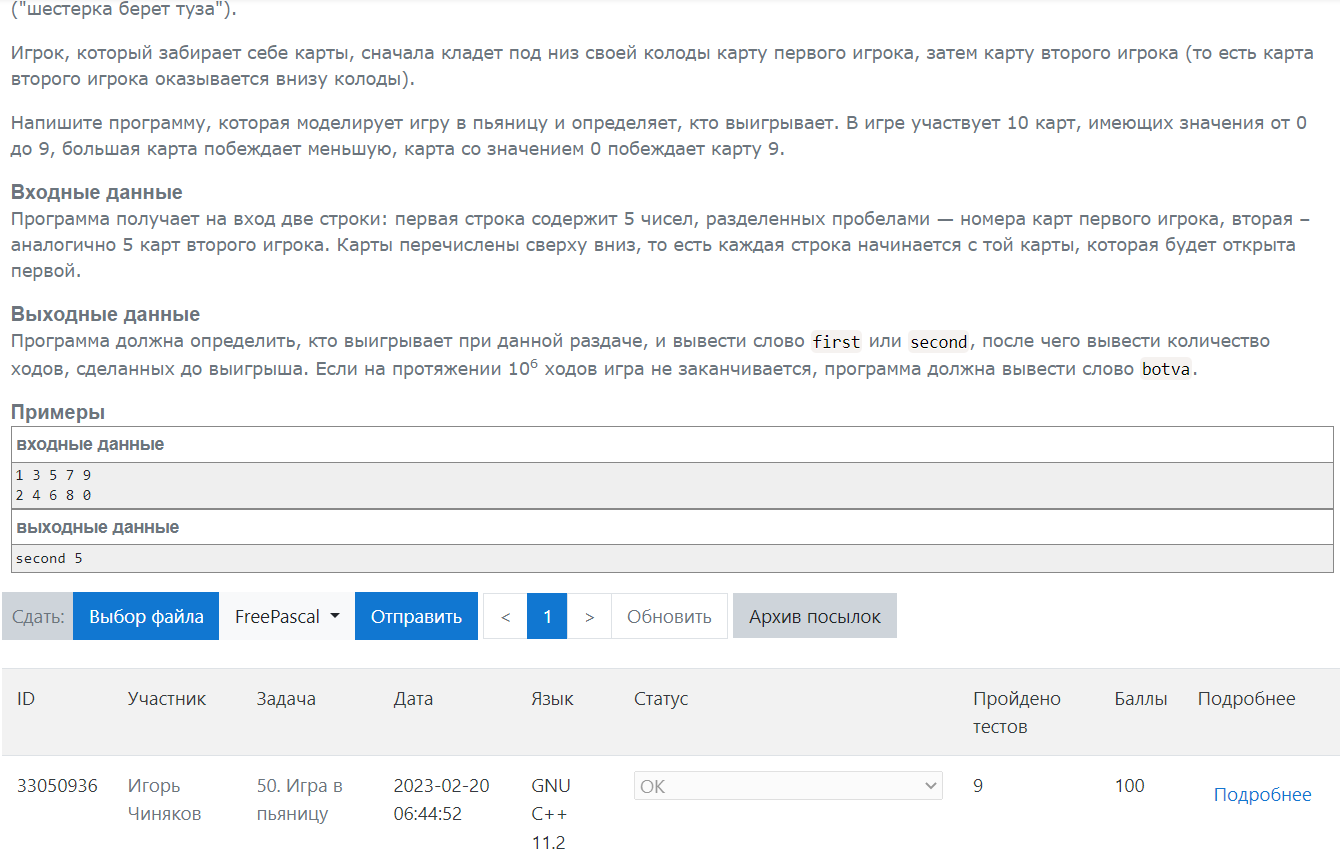 ("шестерка берет туза").
Игрок, который забирает себе карты, сначала кладет под низ своей колоды карту первого игрока, затем карту второго игрока (то есть карта
второго игрока оказывается внизу колоды).
Напишите программу, которая моделирует игру в пьяницу и определяет, кто выигрывает. В игре участвует 10 карт, имеющих значения от 0
до 9, большая карта побеждает меньшую, карта со значением 0 побеждает карту 9.
Входные данные
Программа получает на вход две строки: первая строка содержит 5 чисел, разделенных пробелами — номера карт первого игрока, вторая –
аналогично 5 карт второго игрока. Карты перечислены сверху вниз, то есть каждая строка начинается с той карты, которая будет открыта
первой.
Выходные данные
Программа должна определить, кто выигрывает при данной раздаче, и вывести слово first или second, после чего вывести количество
ходов, сделанных до выигрыша. Если на протяжении 10⁶ ходов игра не заканчивается, программа должна вывести слово botva.
Примеры
входные данные
1 3 5 7 9
2 4 6 8 0
выходные данные
second 5
Сдать: Выбор файла FreePascal Отправить < 1 > Обновить Архив посылок
ID Участник Задача Дата Язык Статус Пройдено тестов Баллы Подробнее
33050936 Игорь Чиняков 50. Игра в пьяницу 2023-02-20 06:44:52 GNU C++ 11.2 OK 9 100 Подробнее